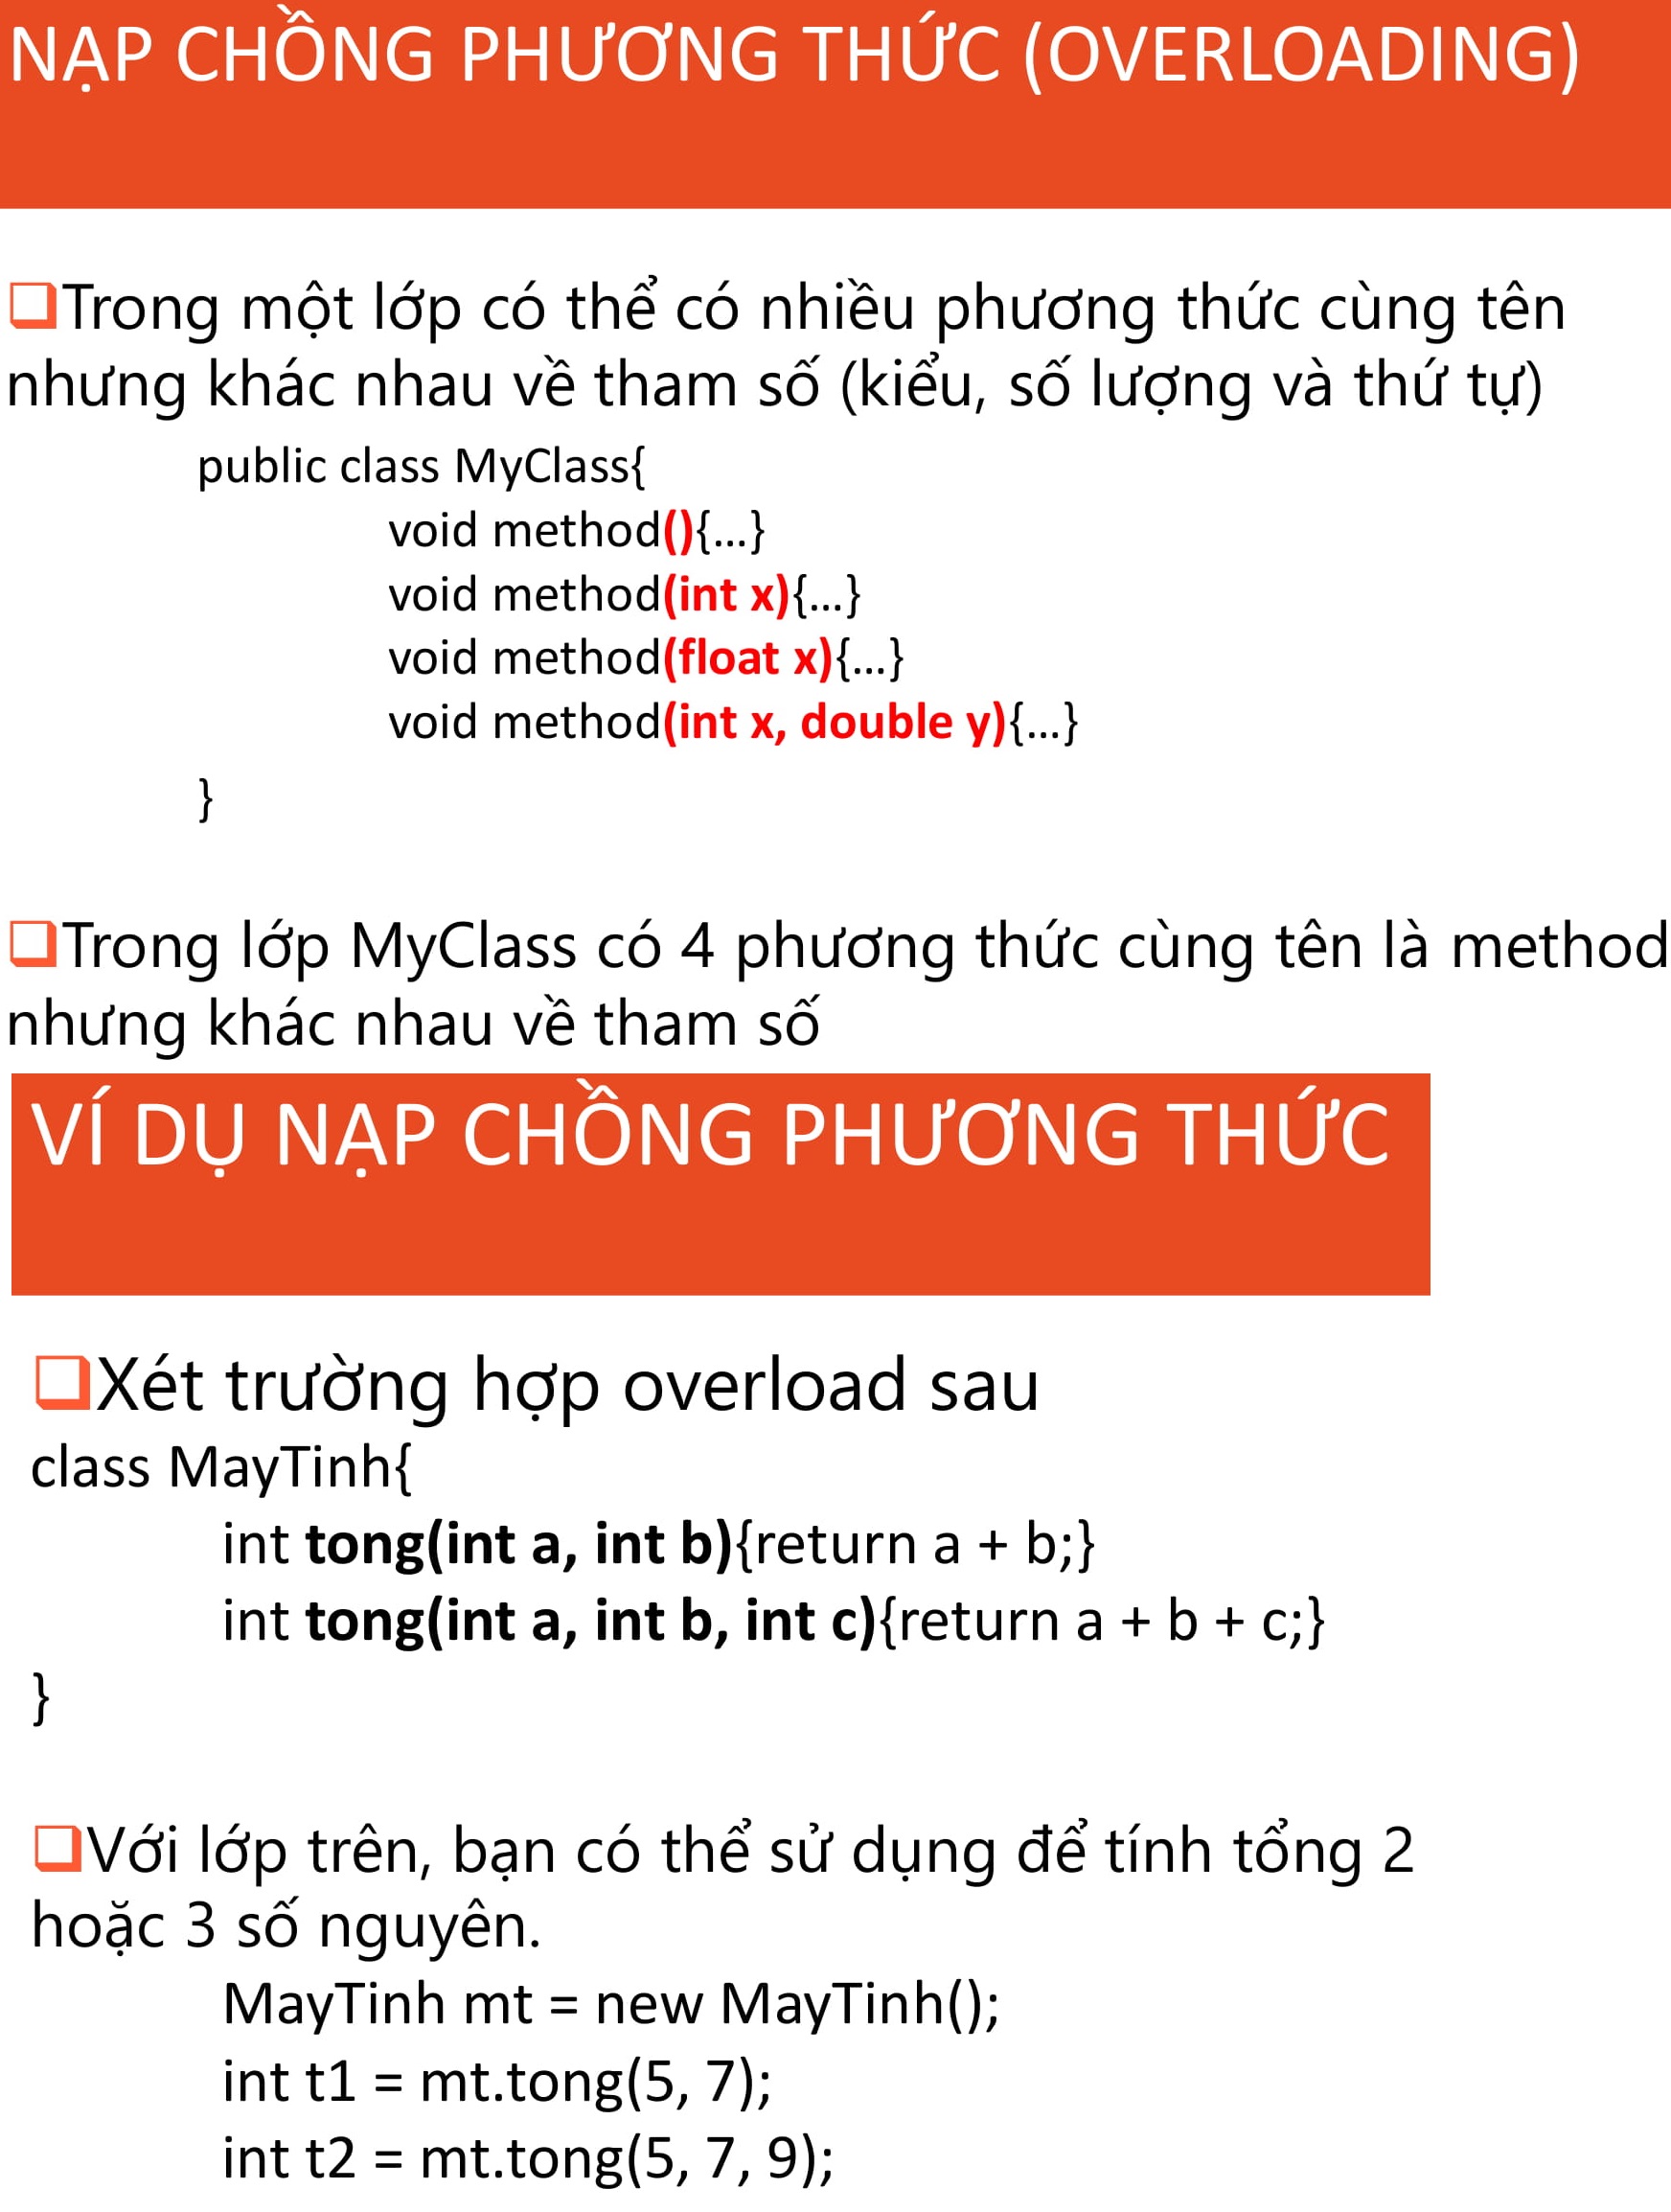 NẠP CHỒNG PHƯƠNG THỨC (OVERLOADING)
Trong một lớp có thể có nhiều phương thức cùng tên
nhưng khác nhau về tham số (kiểu, số lượng và thứ tự)
public class MyClass{
void method(){...}
void method(int x){...}
void method(float x){...}
void method(int x, double y){...}
}
Trong lớp MyClass có 4 phương thức cùng tên là method
nhưng khác nhau về tham số
VÍ DỤ NẠP CHỒNG PHƯƠNG THỨC
Xét trường hợp overload sau
class MayTinh{
int tong(int a, int b){return a + b;}
int tong(int a, int b, int c){return a + b + c;}
}
Với lớp trên, bạn có thể sử dụng để tính tổng 2
hoặc 3 số nguyên.
MayTinh mt = new MayTinh();
int t1 = mt.tong(5, 7);
int t2 = mt.tong(5, 7, 9);